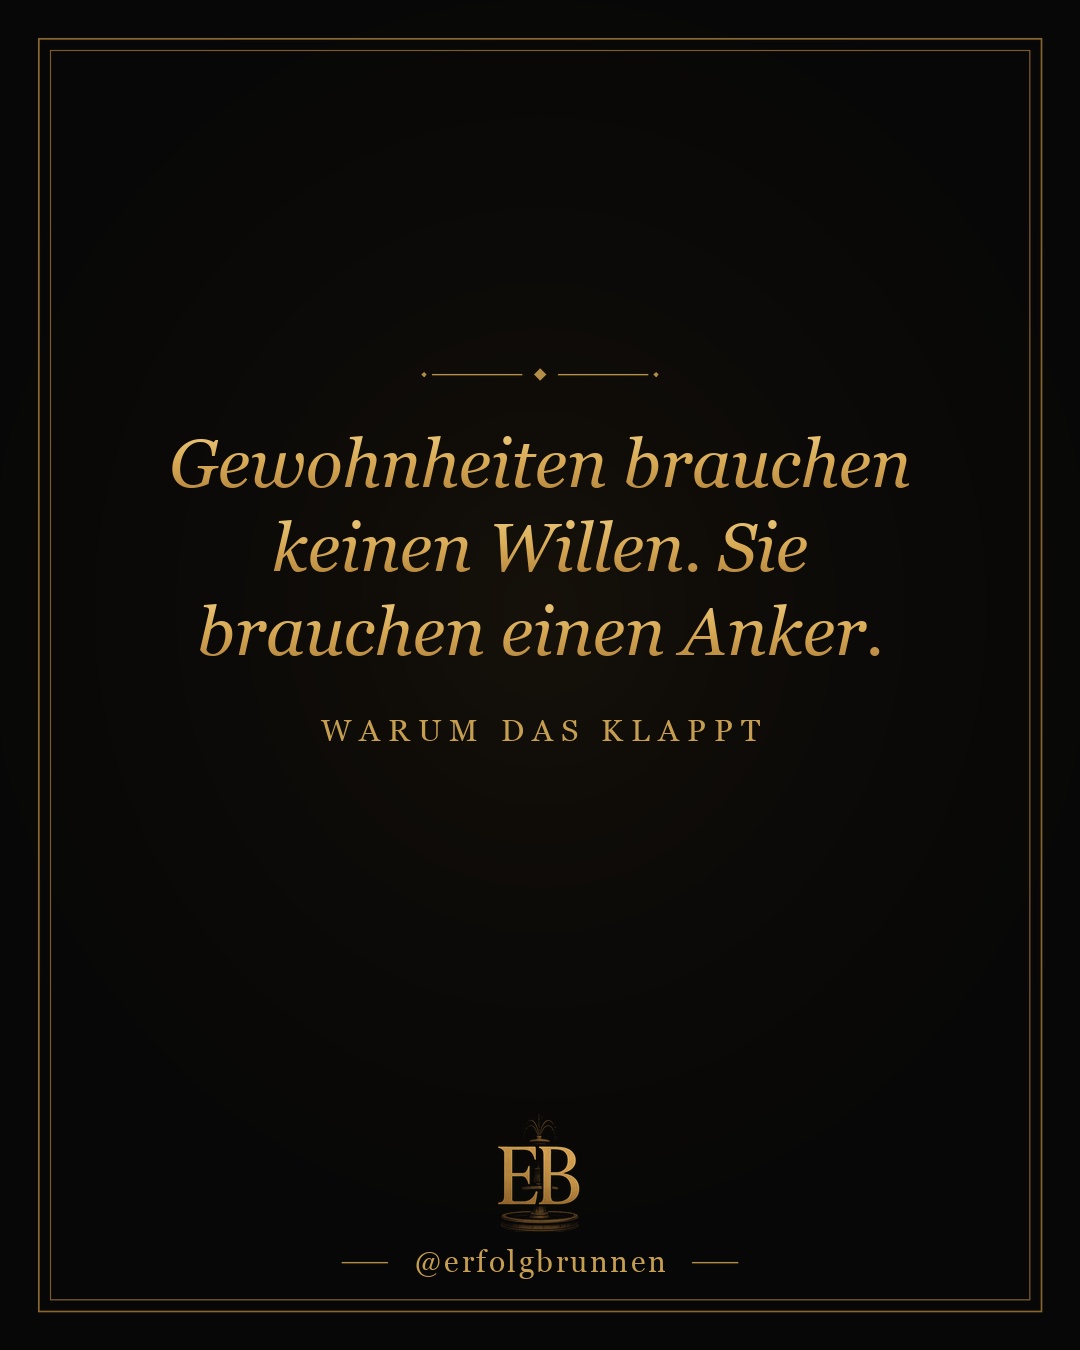 Gewohnheiten brauchen
keinen Willen. Sie
brauchen einen Anker.
WARUM DAS KLAPPT
EB
@erfolgbrunnen